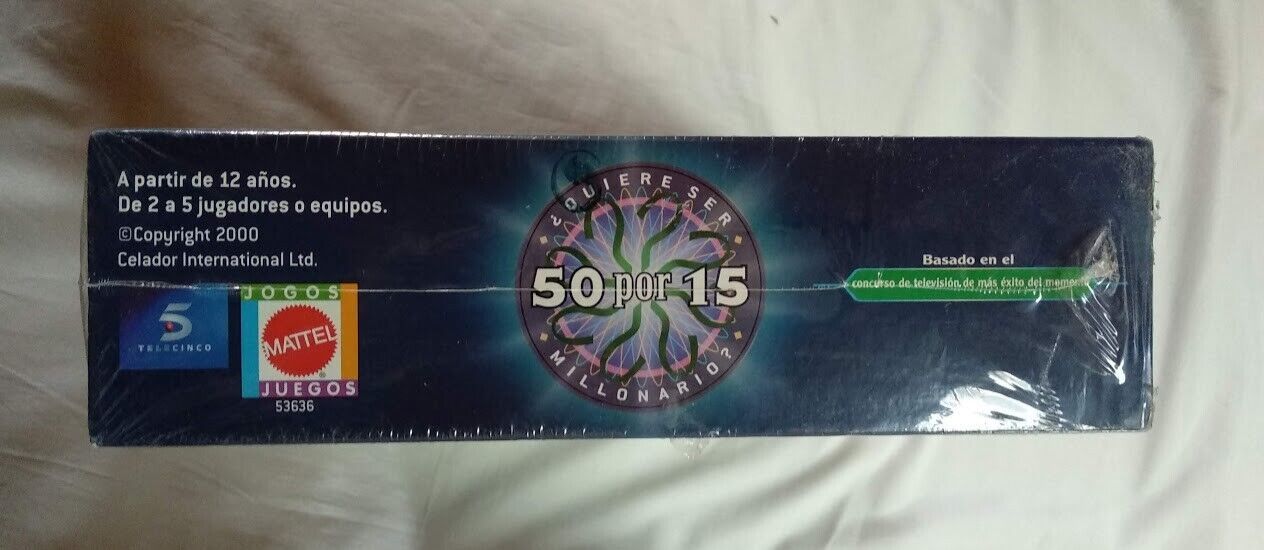 A partir de 12 años.
De 2 a 5 jugadores o equipos.
©Copyright 2000
Celador International Ltd.
5
TELECINCO
JOGOS
MATTEL
®
JUEGOS
53636
¿QUIERE SER
50 por 15
MILLONARIO?
Basado en el
concurso de televisión de más éxito del momento